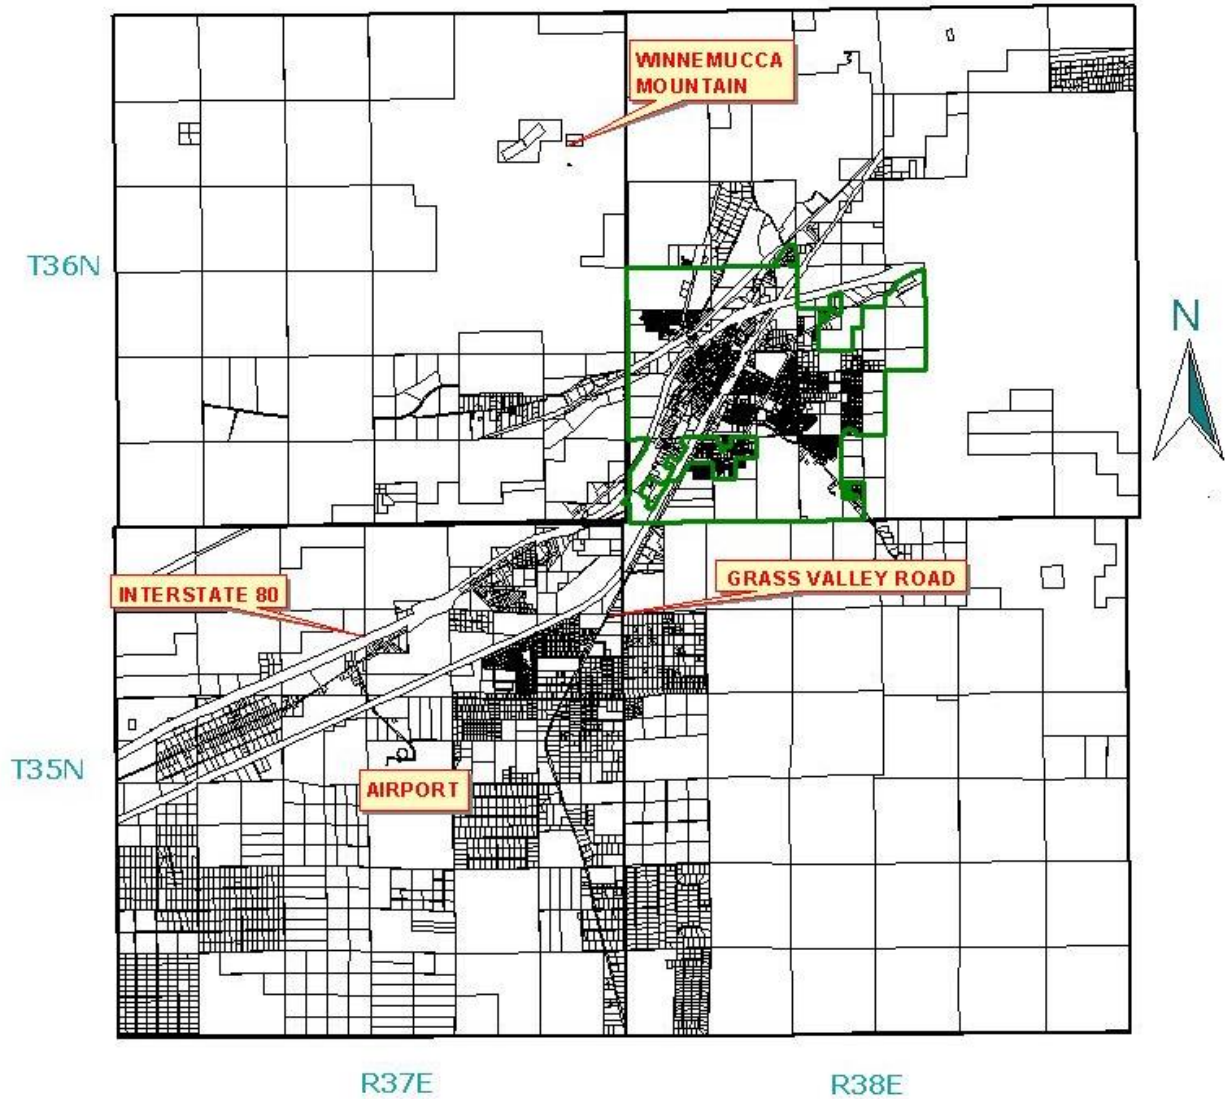 WINNEMUCCA
MOUNTAIN
T36N
N
INTERSTATE 80
GRASS VALLEY ROAD
T35N
AIRPORT
R37E
R38E